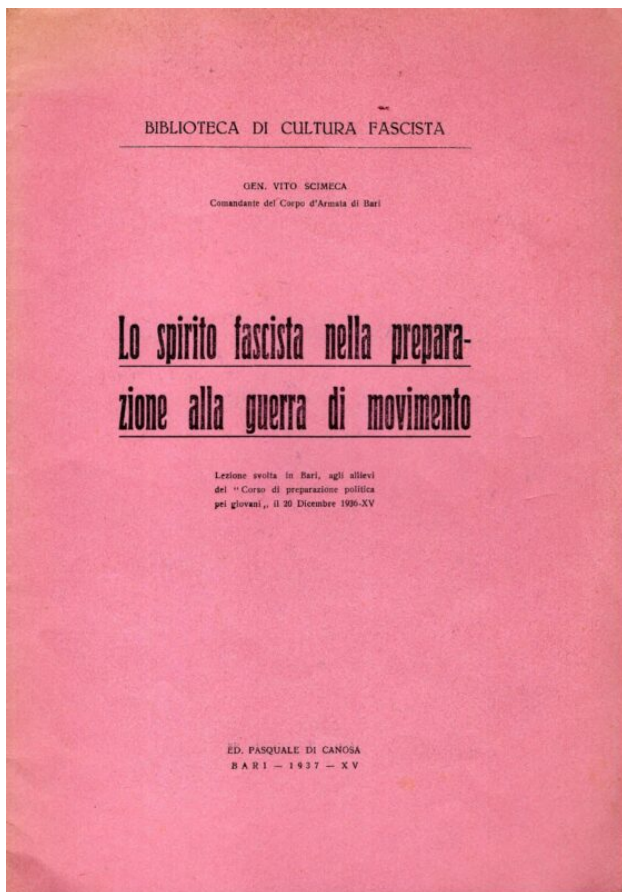 BIBLIOTECA DI CULTURA FASCISTA
GEN. VITO SCIMECA
Comandante del Corpo d'Armata di Bari
Lo spirito fascista nella prepara-
zione alla guerra di movimento
Lezione svolta in Bari, agli allievi
del "Corso di preparazione politica
pei giovani„ il 20 Dicembre 1936-XV
ED. PASQUALE DI CANOSA
BARI — 1937 — XV